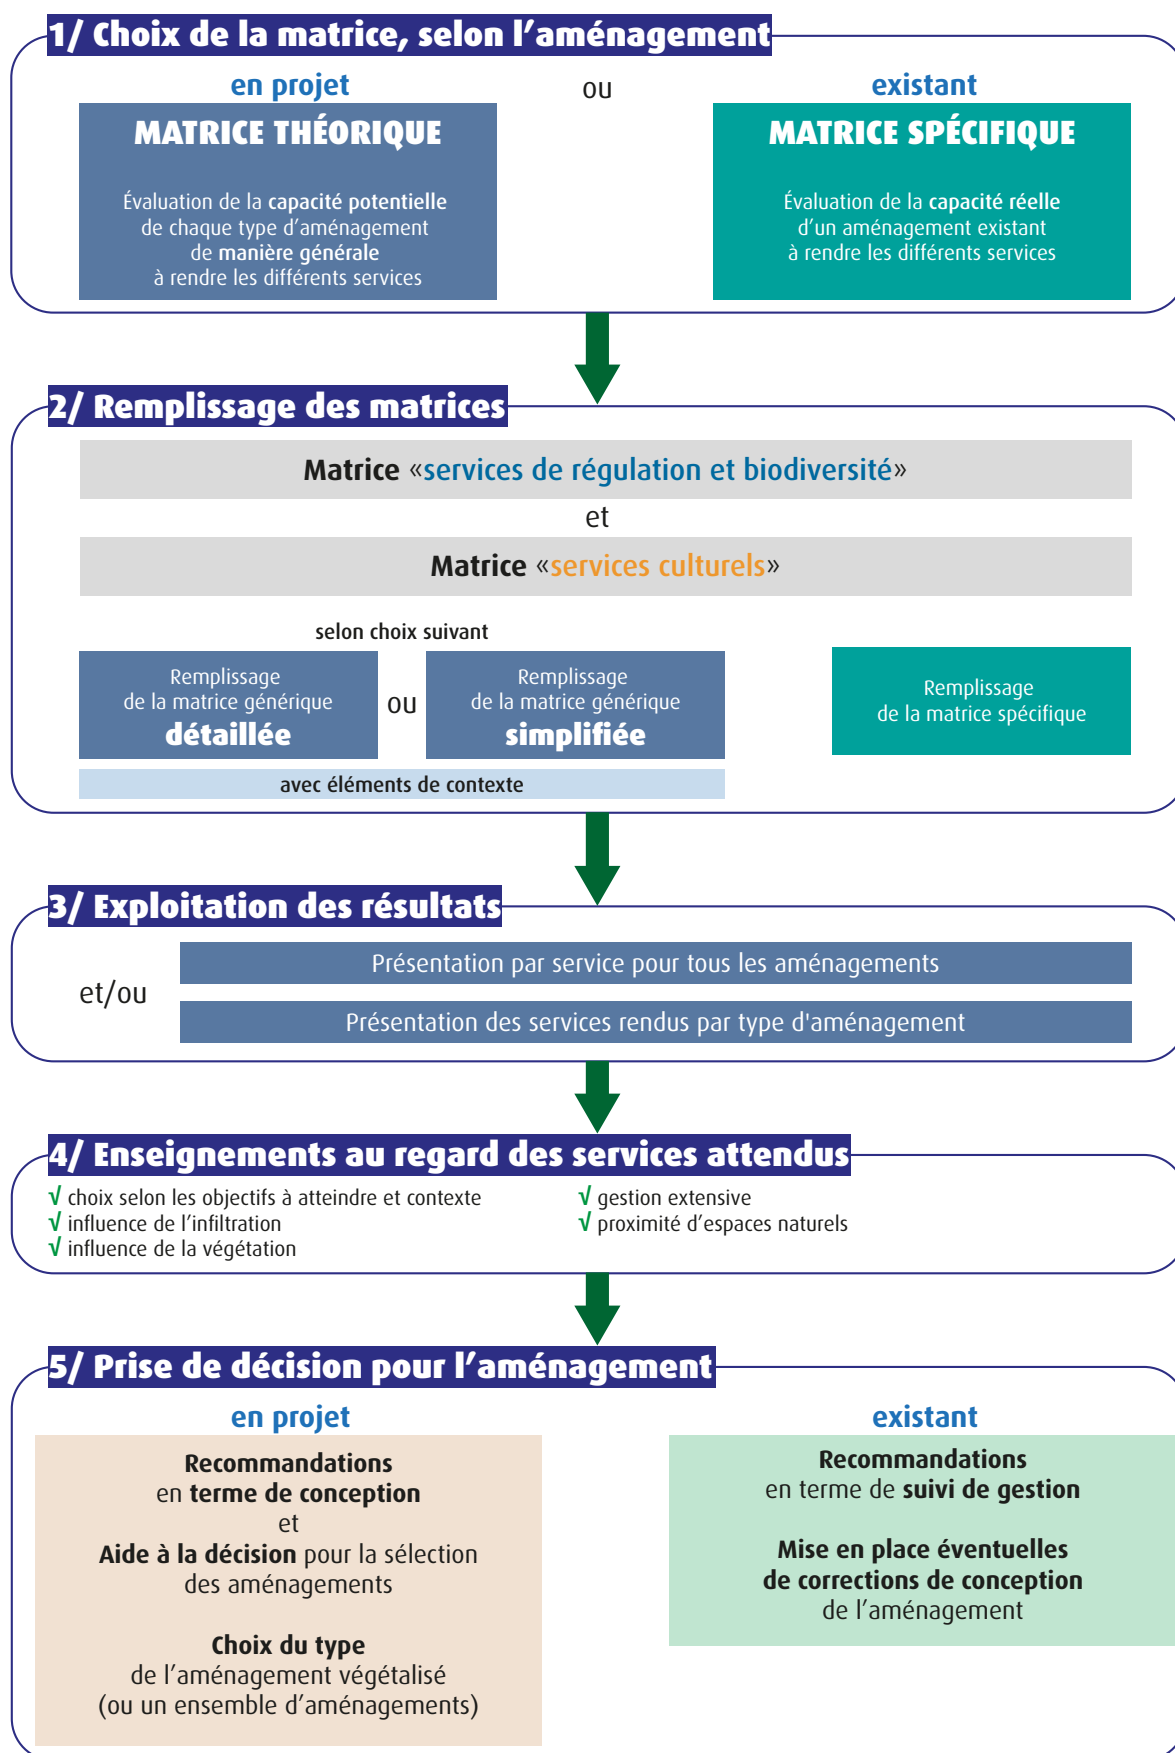 1/ Choix de la matrice, selon l’aménagement
en projet
ou
existant
MATRICE THÉORIQUE
Évaluation de la capacité potentielle
de chaque type d’aménagement
de manière générale
à rendre les différents services
MATRICE SPÉCIFIQUE
Évaluation de la capacité réelle
d’un aménagement existant
à rendre les différents services
2/ Remplissage des matrices
Matrice «services de régulation et biodiversité»
et
Matrice «services culturels»
selon choix suivant
Remplissage
de la matrice générique
détaillée
ou
Remplissage
de la matrice générique
simplifiée
avec éléments de contexte
Remplissage
de la matrice spécifique
3/ Exploitation des résultats
et/ou
Présentation par service pour tous les aménagements
Présentation des services rendus par type d'aménagement
4/ Enseignements au regard des services attendus
√ choix selon les objectifs à atteindre et contexte
√ influence de l’infiltration
√ influence de la végétation
√ gestion extensive
√ proximité d’espaces naturels
5/ Prise de décision pour l’aménagement
en projet
Recommandations
en terme de conception
et
Aide à la décision pour la sélection
des aménagements
Choix du type
de l’aménagement végétalisé
(ou un ensemble d’aménagements)
existant
Recommandations
en terme de suivi de gestion
Mise en place éventuelles
de corrections de conception
de l’aménagement